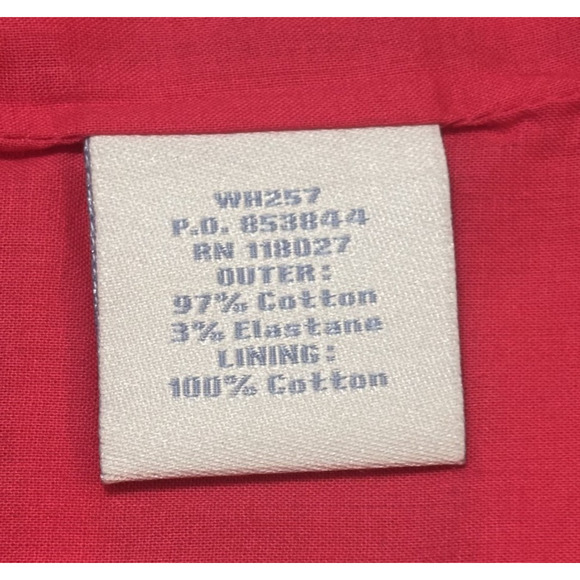 WH257
P.O. 853844
RN 118027
OUTER:
97% Cotton
3% Elastane
LINING:
100% Cotton